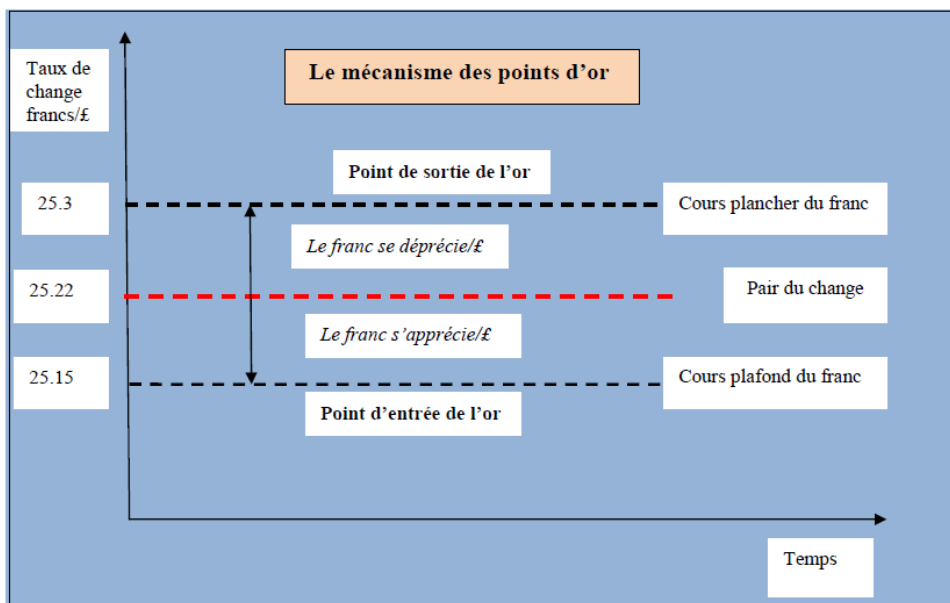 Taux de
change
francs/£
Le mécanisme des points d'or
Point de sortie de l'or
25.3
Cours plancher du franc
Le franc se déprécie/£
25.22
Pair du change
Le franc s'apprécie/£
25.15
Cours plafond du franc
Point d'entrée de l'or
Temps